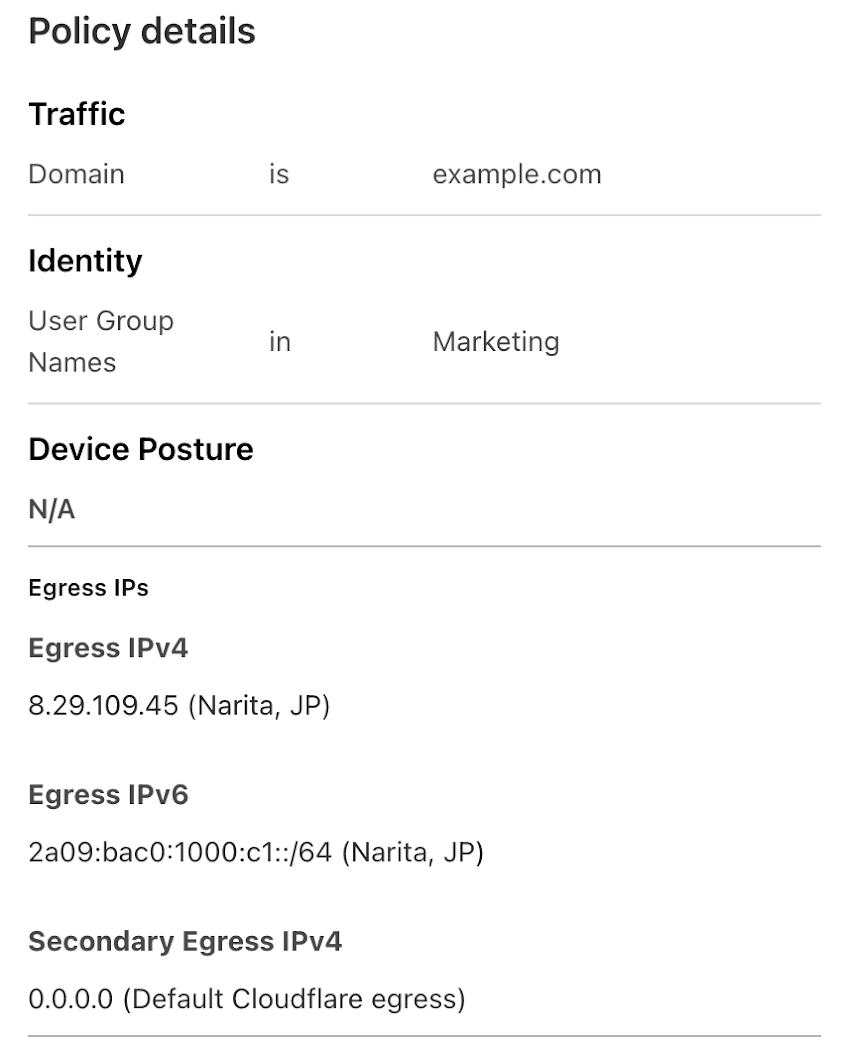 Policy details
Traffic
Domain is example.com
Identity
User Group
Names in Marketing
Device Posture
N/A
Egress IPs
Egress IPv4
8.29.109.45 (Narita, JP)
Egress IPv6
2a09:bac0:1000:c1::/64 (Narita, JP)
Secondary Egress IPv4
0.0.0.0 (Default Cloudflare egress)